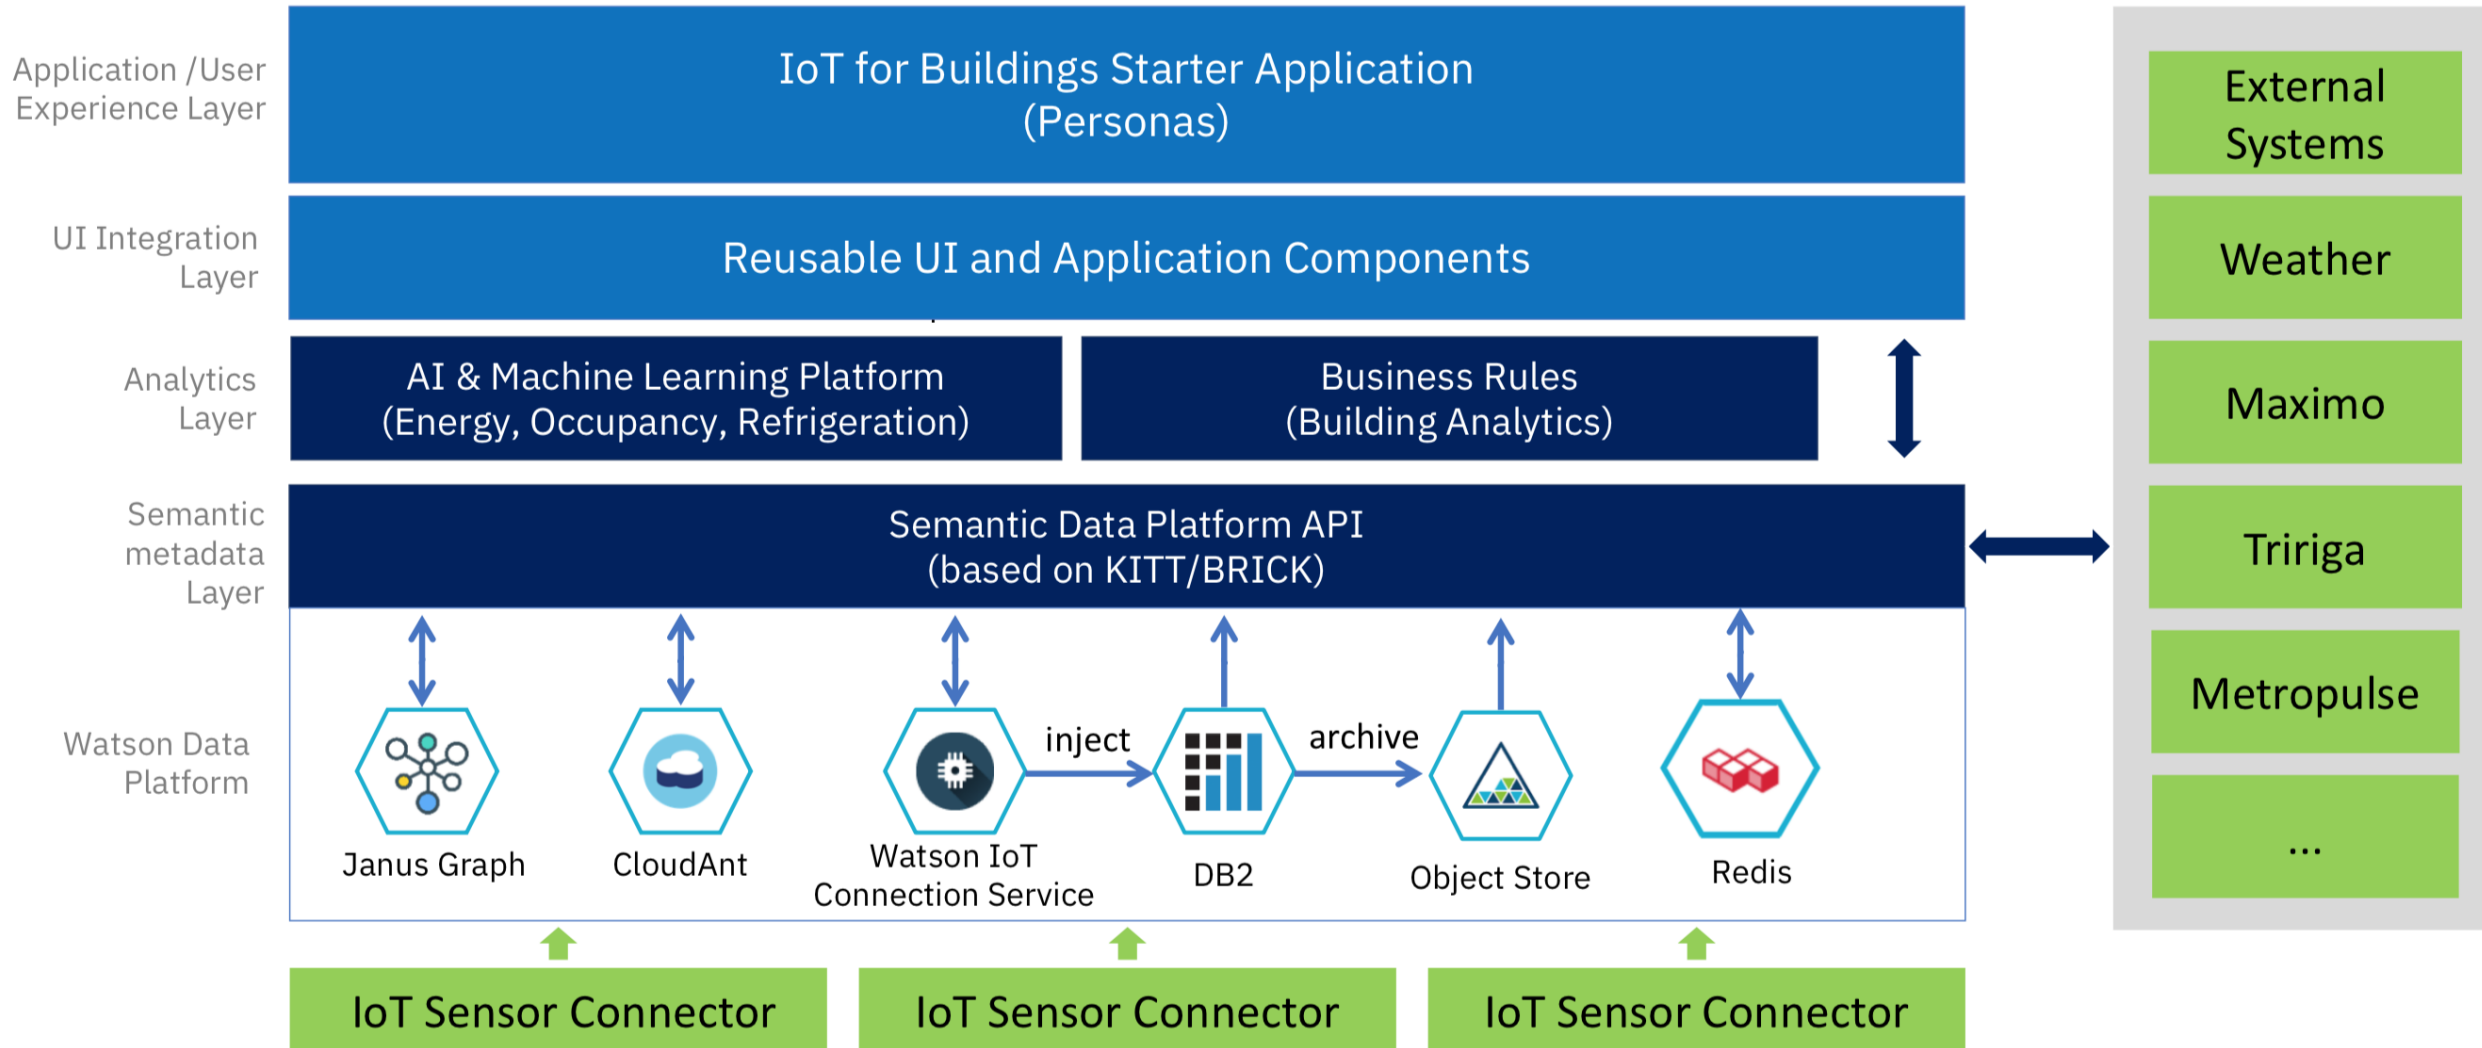 Application /User
Experience Layer
IoT for Buildings Starter Application
(Personas)
UI Integration
Layer
Reusable UI and Application Components
Analytics
Layer
AI & Machine Learning Platform
(Energy, Occupancy, Refrigeration)
Business Rules
(Building Analytics)
Semantic
metadata
Layer
Semantic Data Platform API
(based on KITT/BRICK)
Watson Data
Platform
inject
archive
Janus Graph
CloudAnt
Watson IoT
Connection Service
DB2
Object Store
Redis
IoT Sensor Connector
IoT Sensor Connector
IoT Sensor Connector
External
Systems
Weather
Maximo
Tririga
Metropulse
...